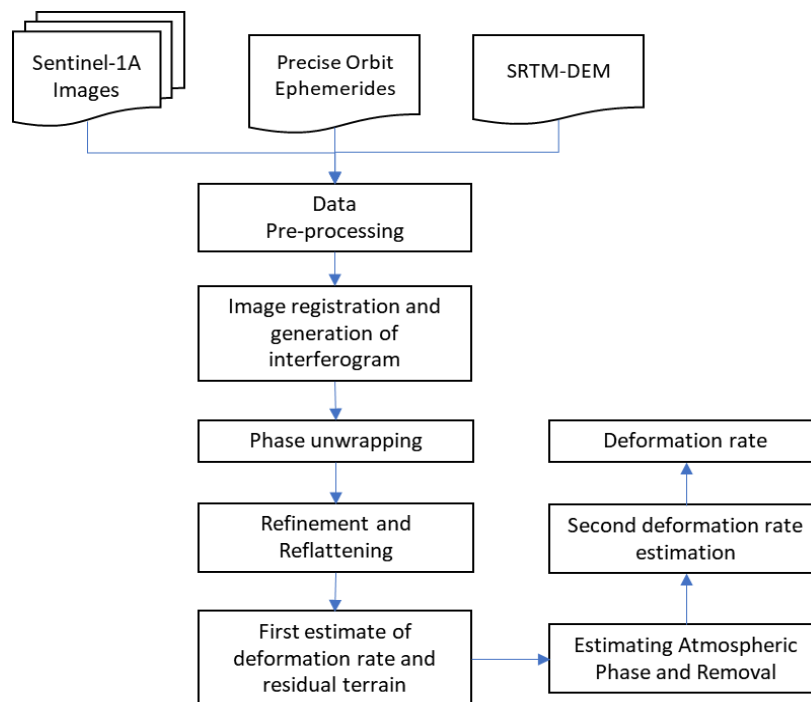 Sentinel-1A
Images
Precise Orbit
Ephemerides
SRTM-DEM
Data
Pre-processing
Image registration and
generation of
interferogram
Phase unwrapping
Refinement and
Reflattening
First estimate of
deformation rate and
residual terrain
Estimating Atmospheric
Phase and Removal
Second deformation rate
estimation
Deformation rate